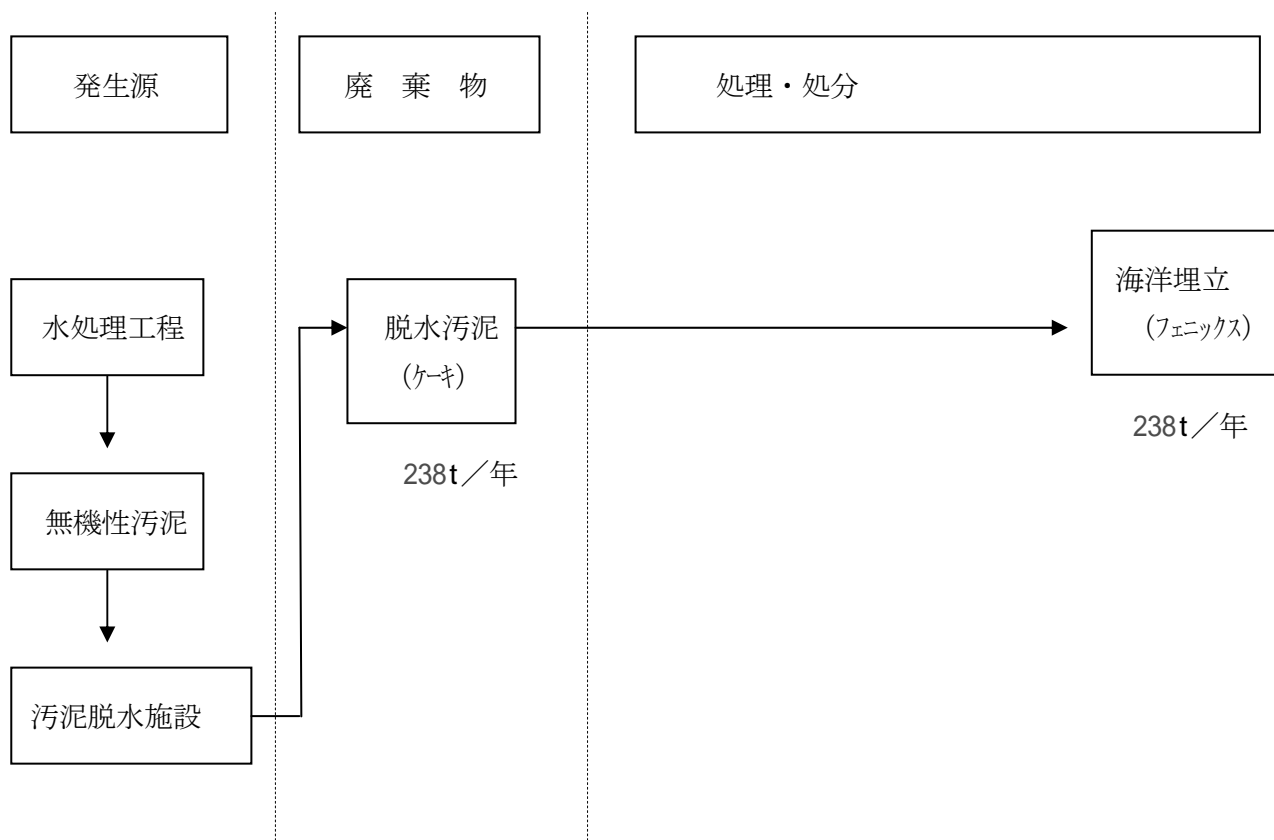 発生源
廃　棄　物
処理・処分
水処理工程
無機性汚泥
汚泥脱水施設
脱水汚泥
(ｹｰｷ)
238t／年
海洋埋立
(ﾌｪﾆｯｸｽ)
238t／年